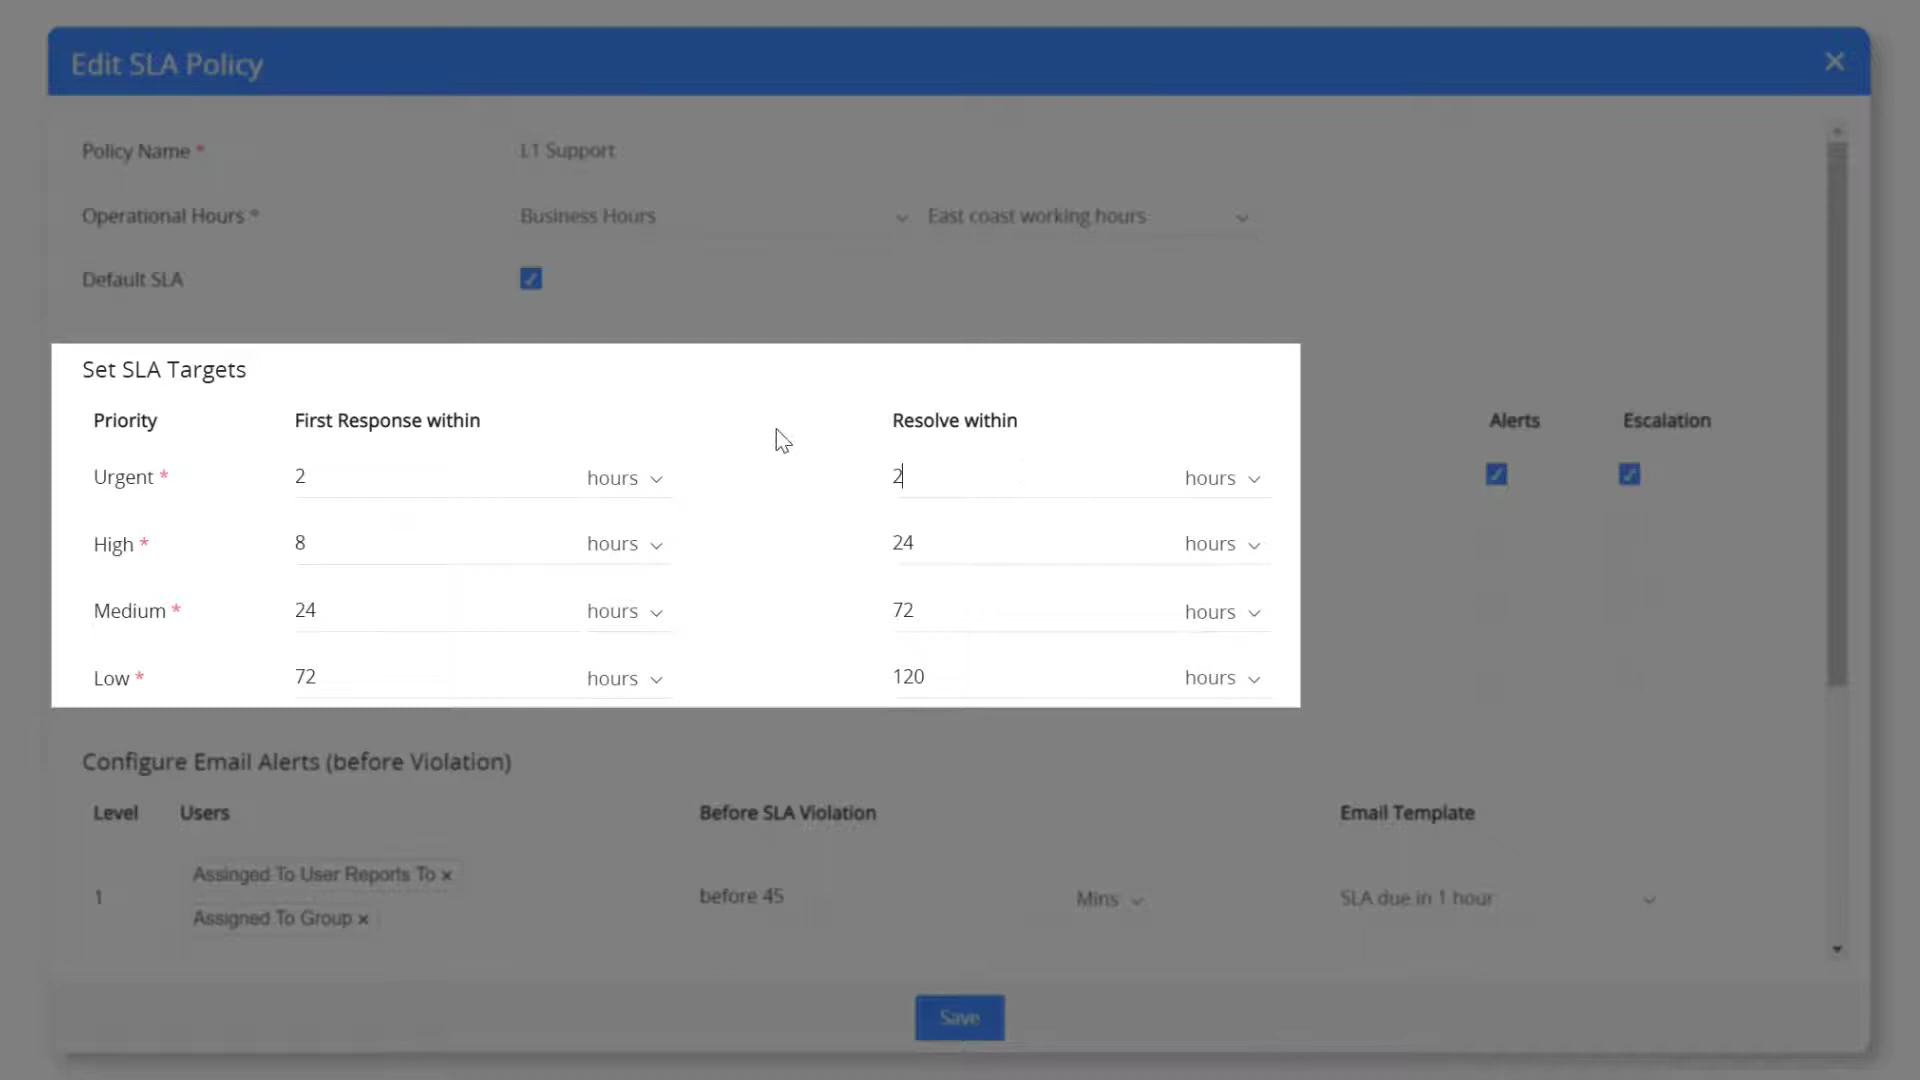 Edit SLA Policy
Policy Name *
L1 Support
Operational Hours *
Business Hours
East coast working hours
Default SLA
Set SLA Targets
Priority First Response within Resolve within Alerts Escalation
Urgent * 2 hours 2 hours
High * 8 hours 24 hours
Medium * 24 hours 72 hours
Low * 72 hours 120 hours
Configure Email Alerts (before Violation)
Level Users Before SLA Violation Email Template
Assinged To User Reports To ×
1 before 45 Mins SLA due in 1 hour
Assigned To Group ×
Save